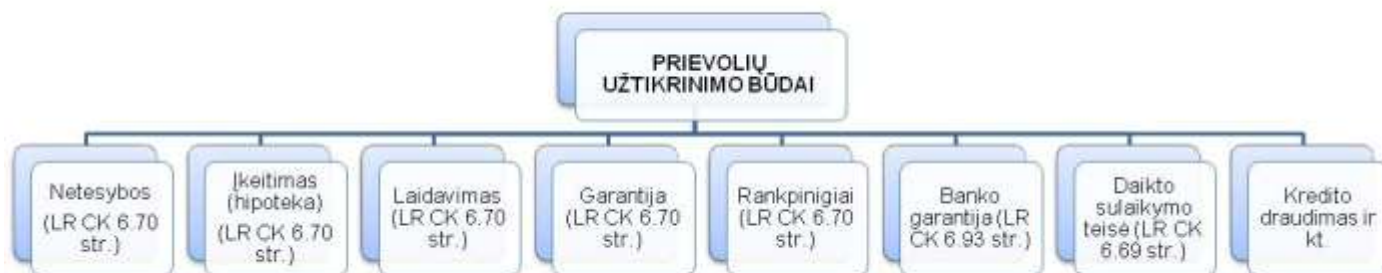 PRIEVOLIŲ
UŽTIKRINIMO BŪDAI
Netesybos
(LR CK 6.70
str.)
Įkeitimas
(hipoteka)
(LR CK 6.70
str.)
Laidavimas
(LR CK 6.70
str.)
Garantija
(LR CK 6.70
str.)
Rankpinigiai
(LR CK 6.70
str.)
Banko
garantija (LR
CK 6.93 str.)
Daikto
sulaikymo
teisė (LR CK
6.69 str.)
Kredito
draudimas ir
kt.